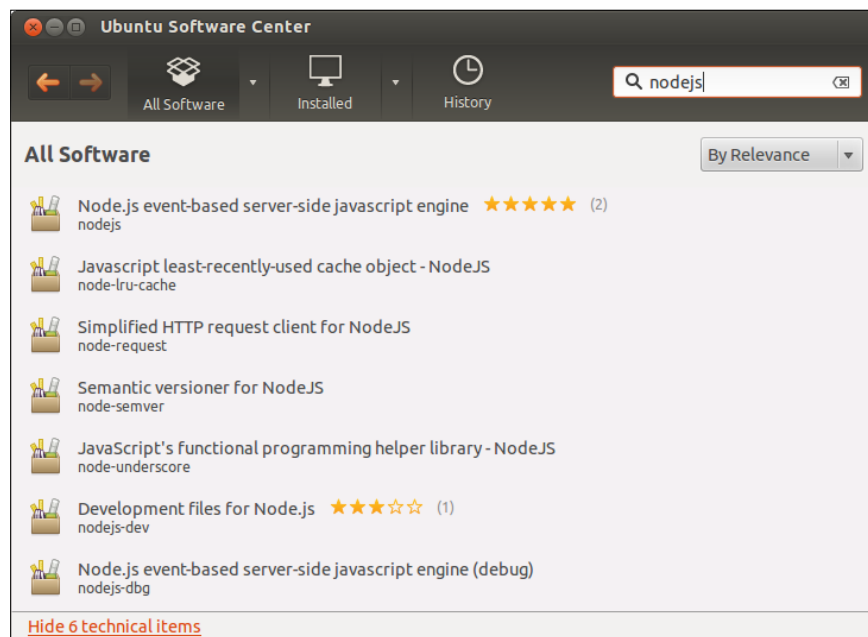 Ubuntu Software Center
All Software
Installed
History
nodejs
All Software
By Relevance
Node.js event-based server-side javascript engine (2)
nodejs
Javascript least-recently-used cache object - NodeJS
node-lru-cache
Simplified HTTP request client for NodeJS
node-request
Semantic versioner for NodeJS
node-semver
JavaScript's functional programming helper library - NodeJS
node-underscore
Development files for Node.js (1)
nodejs-dev
Node.js event-based server-side javascript engine (debug)
nodejs-dbg
Hide 6 technical items